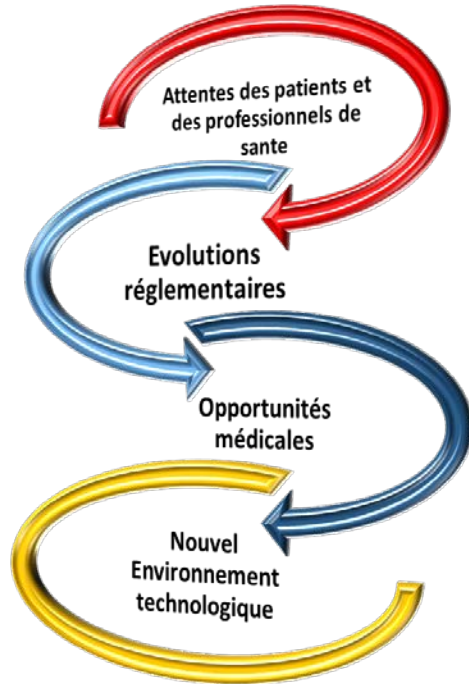 Attentes des patients et
des professionnels de
sante
Evolutions
réglementaires
Opportunités
médicales
Nouvel
Environnement
technologique